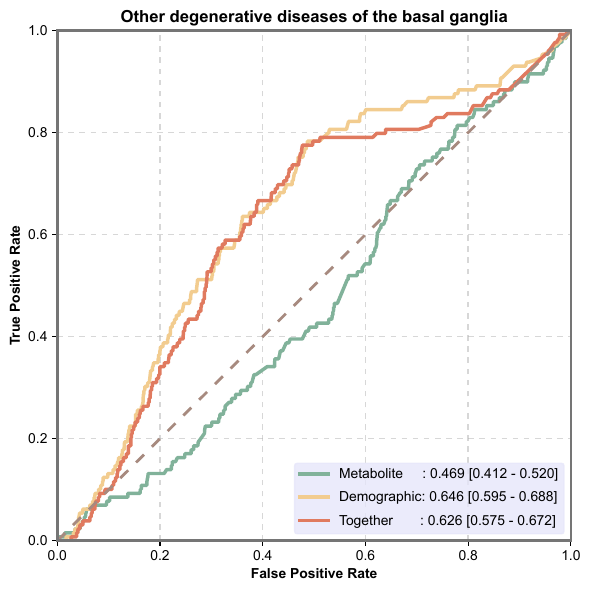 Other degenerative diseases of the basal ganglia
1.0
0.8
0.6
0.4
0.2
0.0
True Positive Rate
Metabolite : 0.469 [0.412 - 0.520]
Demographic: 0.646 [0.595 - 0.688]
Together : 0.626 [0.575 - 0.672]
0.0 0.2 0.4 0.6 0.8 1.0
False Positive Rate